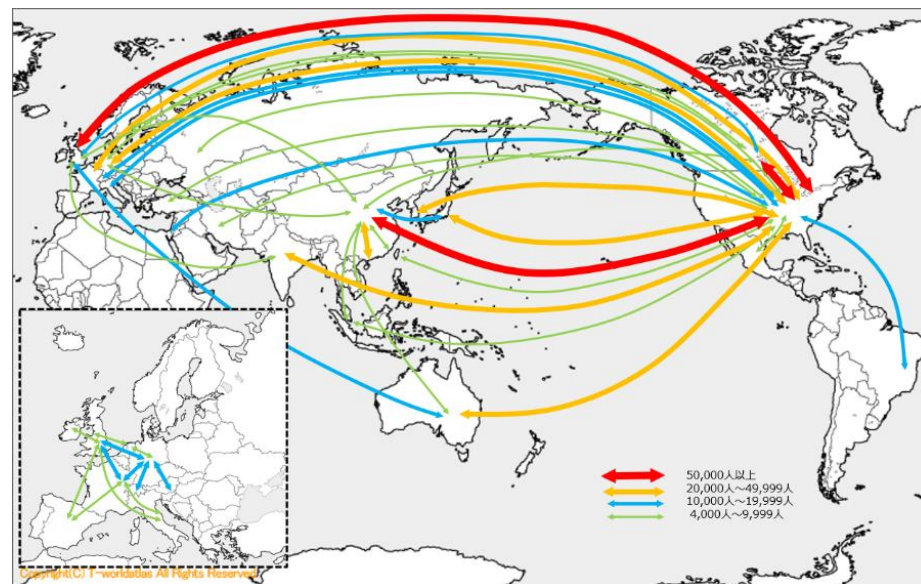 50,000人以上
20,000人～49,999人
10,000人～19,999人
4,000人～9,999人
Copyright(C) T-worldatlas All Rights Reserved